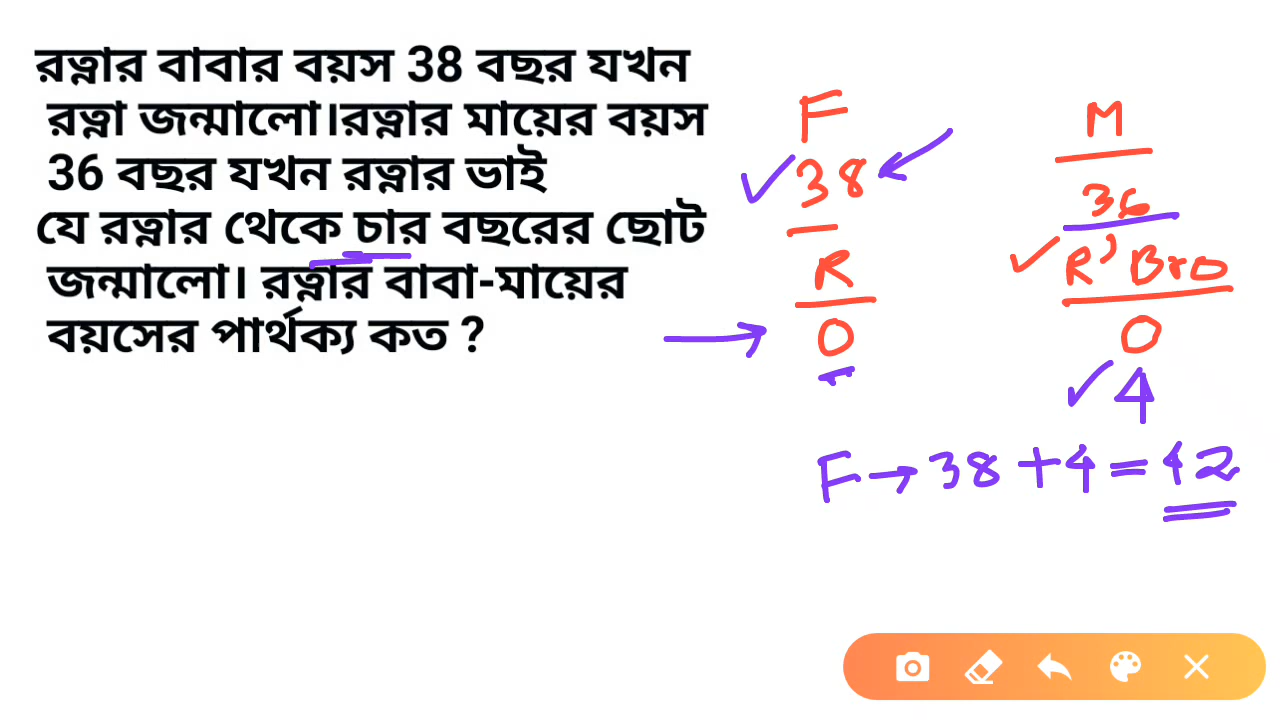 রত্নার বাবার বয়স 38 বছর যখন
রত্না জন্মালো।রত্নার মায়ের বয়স
36 বছর যখন রত্নার ভাই
যে রত্নার থেকে চার বছরের ছোট
জন্মালো। রত্নার বাবা-মায়ের
বয়সের পার্থক্য কত ?
F
38
R
0
M
36
R' Bro
0
4
F → 38 + 4 = 42